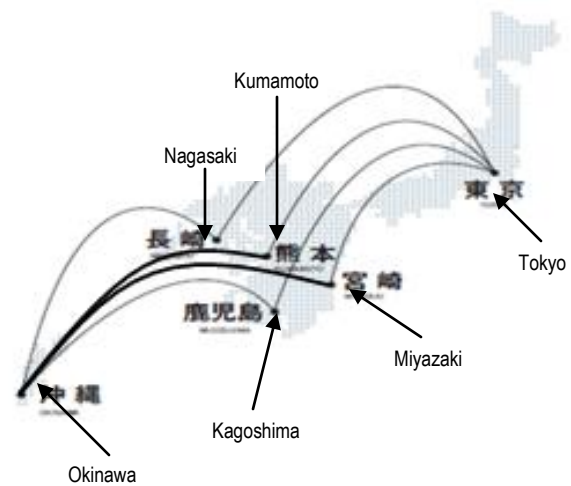 Kumamoto
Nagasaki
東京
Tokyo
長崎
熊本
宮崎
鹿児島
Miyazaki
沖縄
Kagoshima
Okinawa